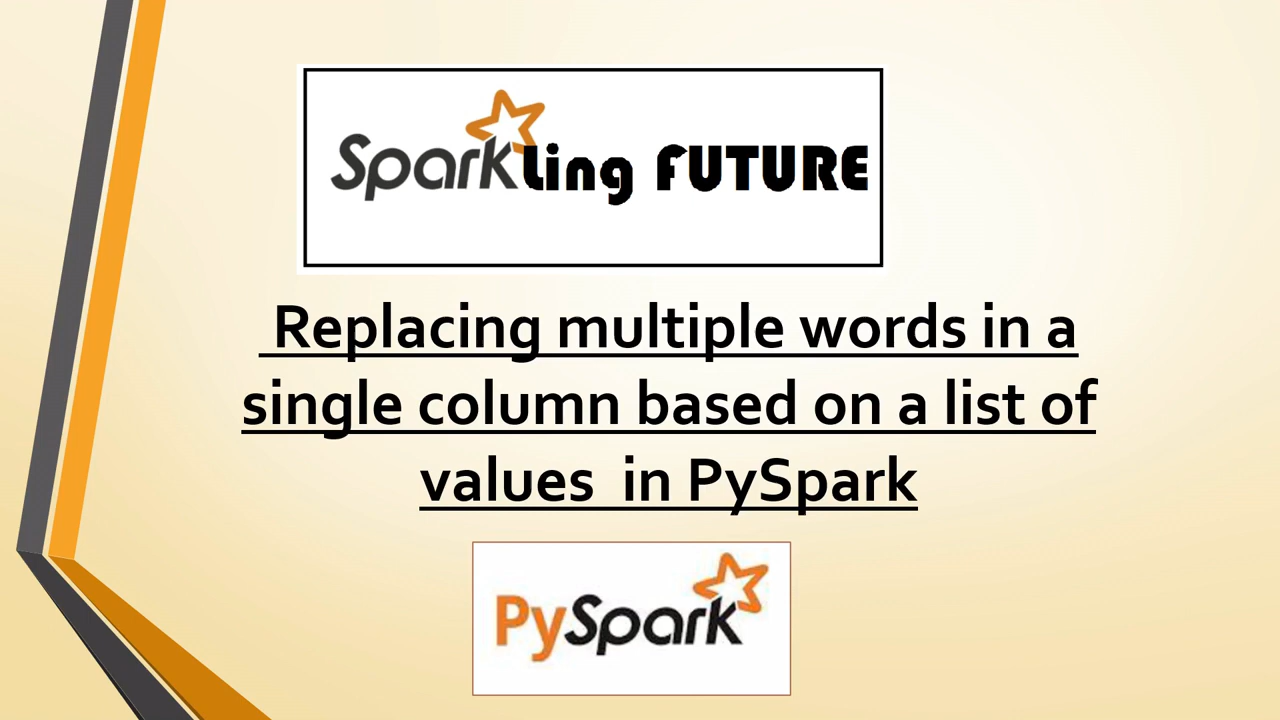 SparkLing FUTURE
Replacing multiple words in a
single column based on a list of
values in PySpark
PySpark